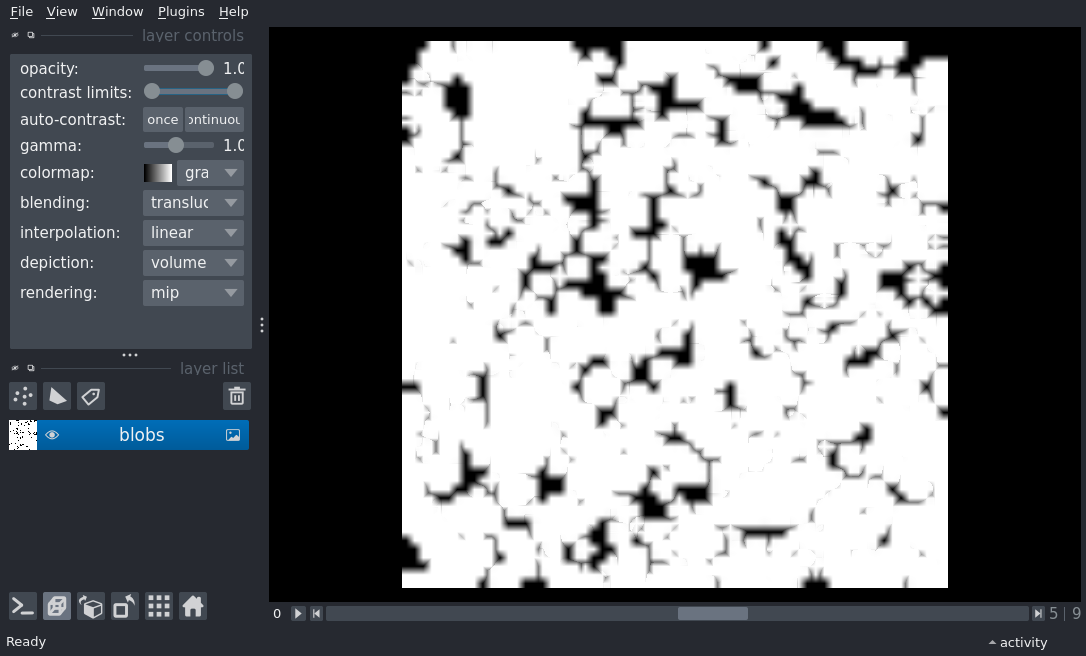 File View Window Plugins Help
layer controls
opacity: 1.0
contrast limits:
auto-contrast: once ontinuou
gamma: 1.0
colormap: gra
blending: transluc
interpolation: linear
depiction: volume
rendering: mip
layer list
blobs
0 5 | 9
Ready activity